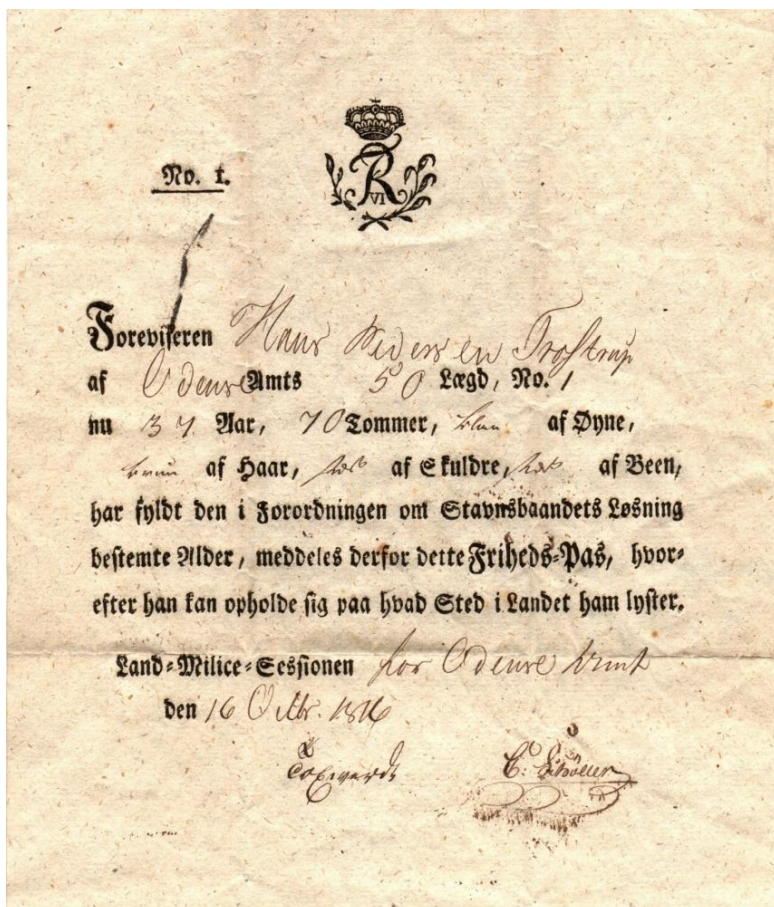 FR VI
No. 1.
Foreviseren Hans Pedersen Trostrup
af Odense Amts 50 Lægd, No. 1
nu 37 Aar, 70 Tommer, blaa af Øyne,
bruun af Haar, af Skuldre, af Been,
har fyldt den i Forordningen om Stavnsbaandets Løsning
bestemte Alder, meddeles derfor dette Friheds-Pas, hvor-
efter han kan opholde sig paa hvad Sted i Landet ham lyster.
Land-Milice-Sessionen for Odense Amt
den 16 Octbr. 1816